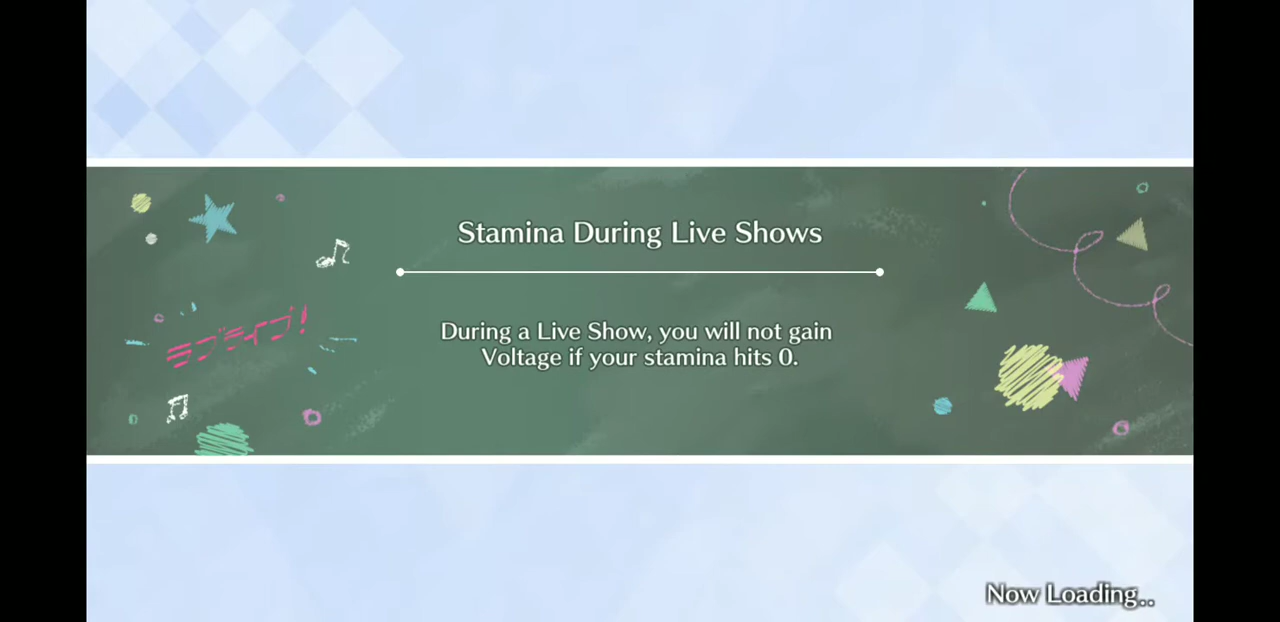 Stamina During Live Shows
ラブライブ!
During a Live Show, you will not gain
Voltage if your stamina hits 0.
Now Loading..